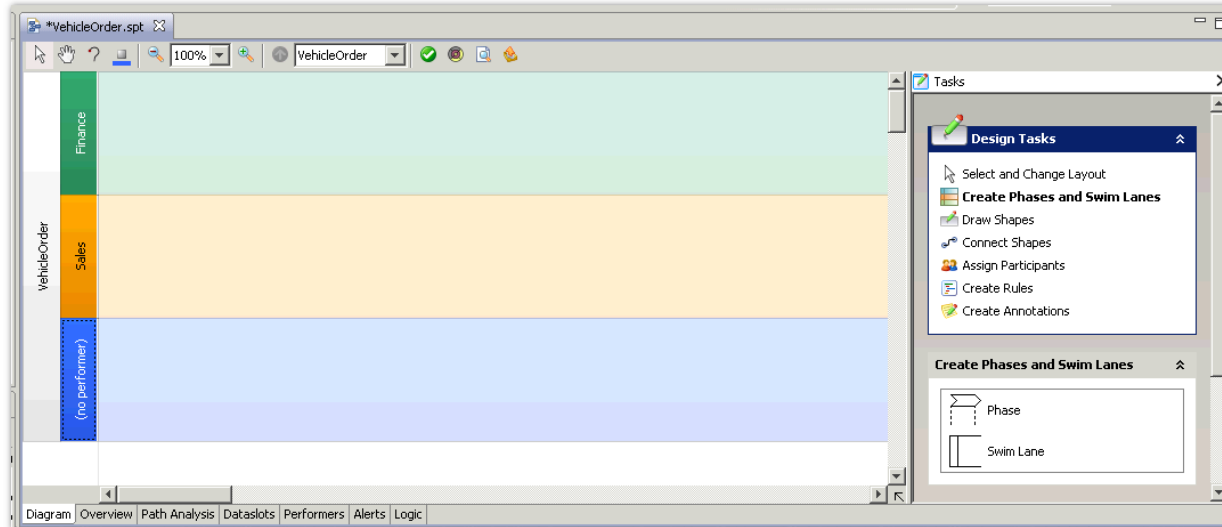 *VehicleOrder.spt
100%
VehicleOrder
Tasks
Finance
Sales
(no performer)
VehicleOrder
Design Tasks
Select and Change Layout
Create Phases and Swim Lanes
Draw Shapes
Connect Shapes
Assign Participants
Create Rules
Create Annotations
Create Phases and Swim Lanes
Phase
Swim Lane
Diagram Overview Path Analysis Dataslots Performers Alerts Logic